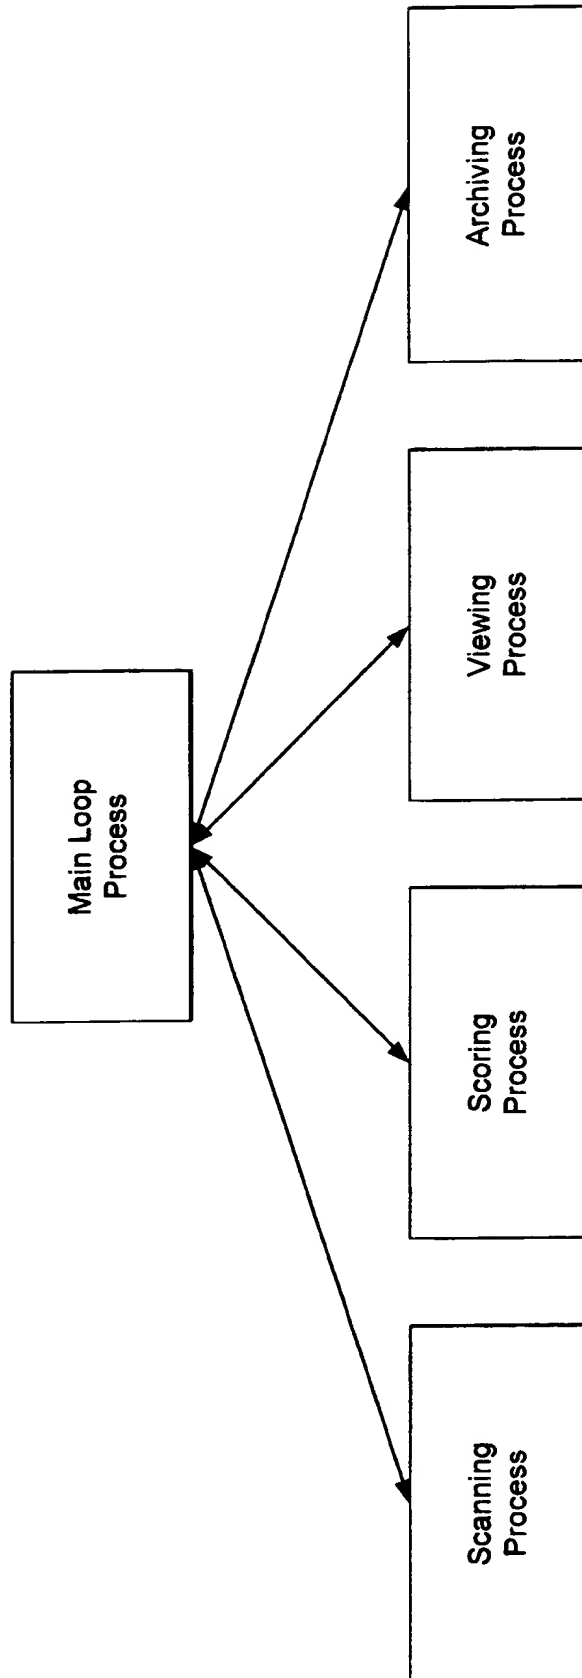 Main Loop
Process
Scanning
Process
Scoring
Process
Viewing
Process
Archiving
Process